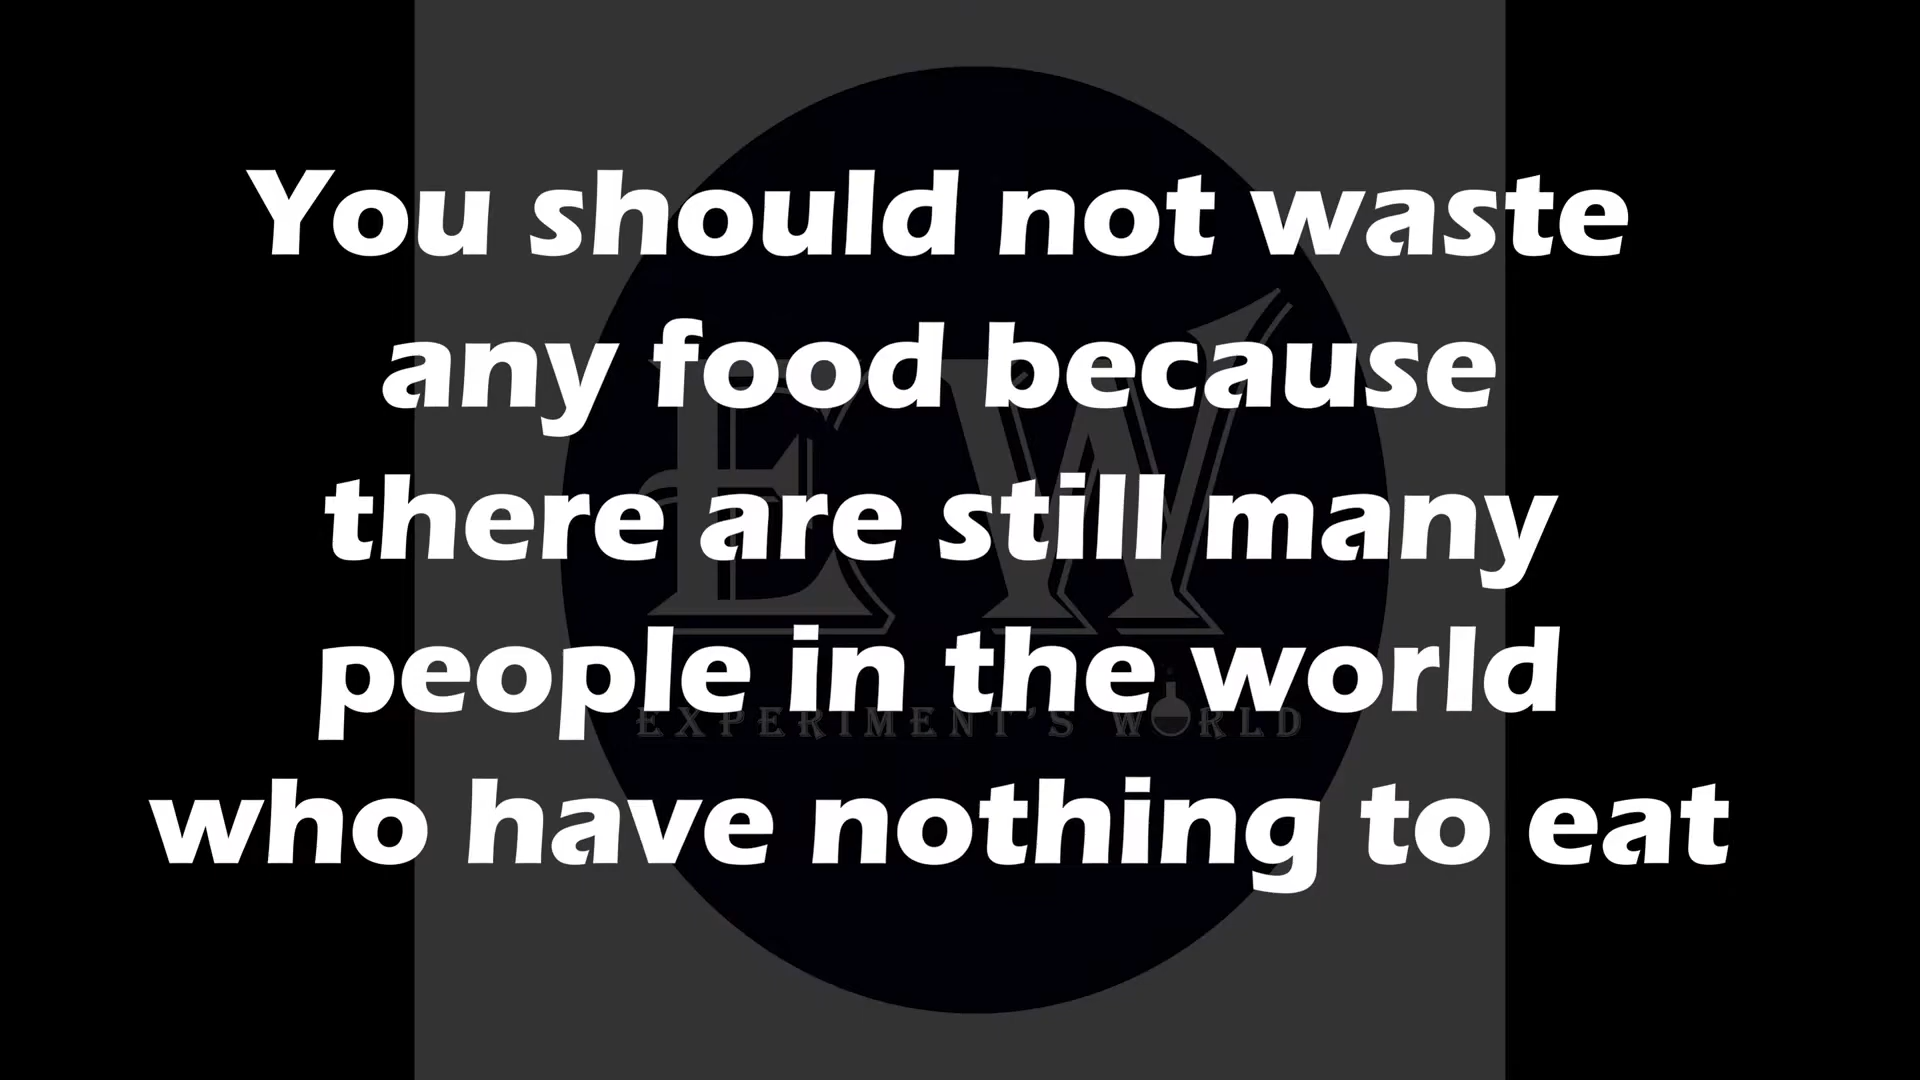 You should not waste
any food because
there are still many
people in the world
who have nothing to eat
EW
EXPERIMENT'S WORLD